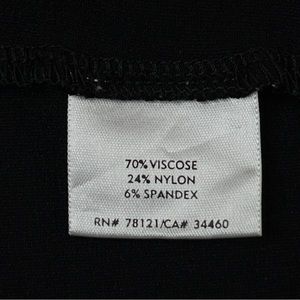 70% VISCOSE
24% NYLON
6% SPANDEX
RN# 78121/CA# 34460